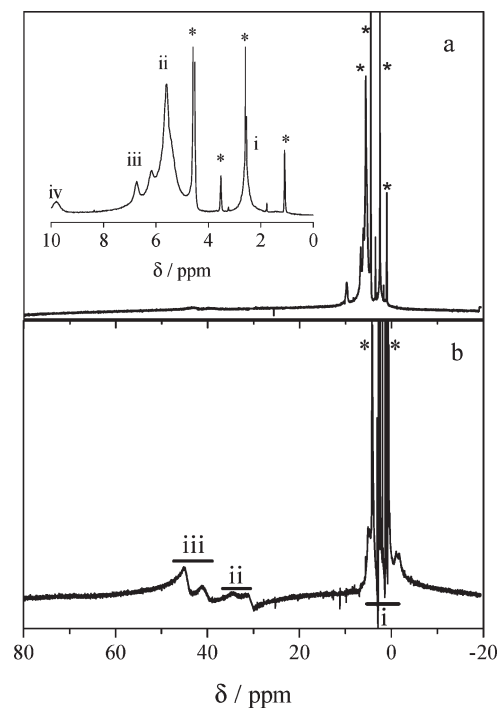 a
* * * *
ii
* *
i
*
iii
*
iv
10 8 6 4 2 0
δ / ppm
b
* *
iii
ii
i
80 60 40 20 0 -20
δ / ppm